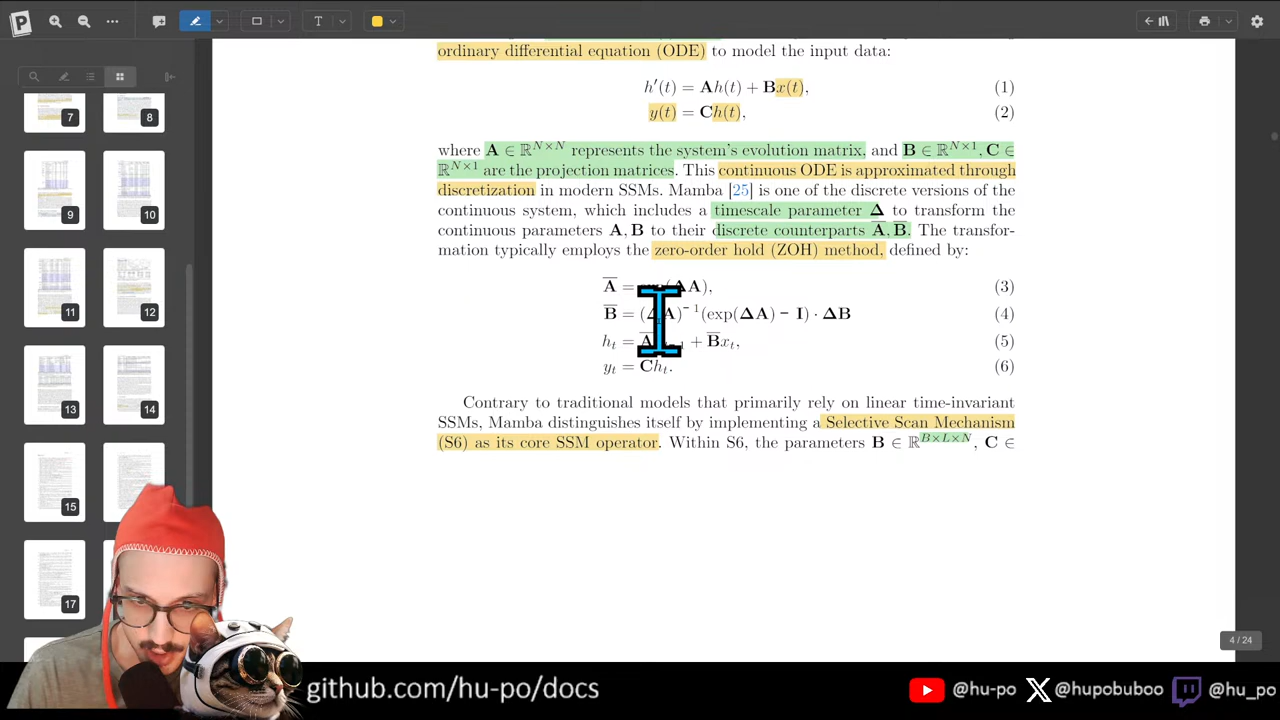 P
T
7
8
9
10
11
12
13
14
15
17
ordinary differential equation (ODE) to model the input data:
h′(t) = Ah(t) + Bx(t), (1)
y(t) = Ch(t), (2)
where A ∈ ℝ^{N×N} represents the system's evolution matrix, and B ∈ ℝ^{N×1}, C ∈
ℝ^{N×1} are the projection matrices. This continuous ODE is approximated through
discretization in modern SSMs. Mamba [25] is one of the discrete versions of the
continuous system, which includes a timescale parameter Δ to transform the
continuous parameters A, B to their discrete counterparts A̅, B̅. The transfor-
mation typically employs the zero-order hold (ZOH) method, defined by:
A̅ = (ΔA), (3)
B̅ = (ΔA)⁻¹(exp(ΔA) − I) · ΔB (4)
hₜ = A̅ + B̅xₜ, (5)
yₜ = Chₜ. (6)
Contrary to traditional models that primarily rely on linear time-invariant
SSMs, Mamba distinguishes itself by implementing a Selective Scan Mechanism
(S6) as its core SSM operator. Within S6, the parameters B ∈ ℝ^{B×L×N}, C ∈
4 / 24
github.com/hu-po/docs
@hu-po
@hupobuboo
@hu_po